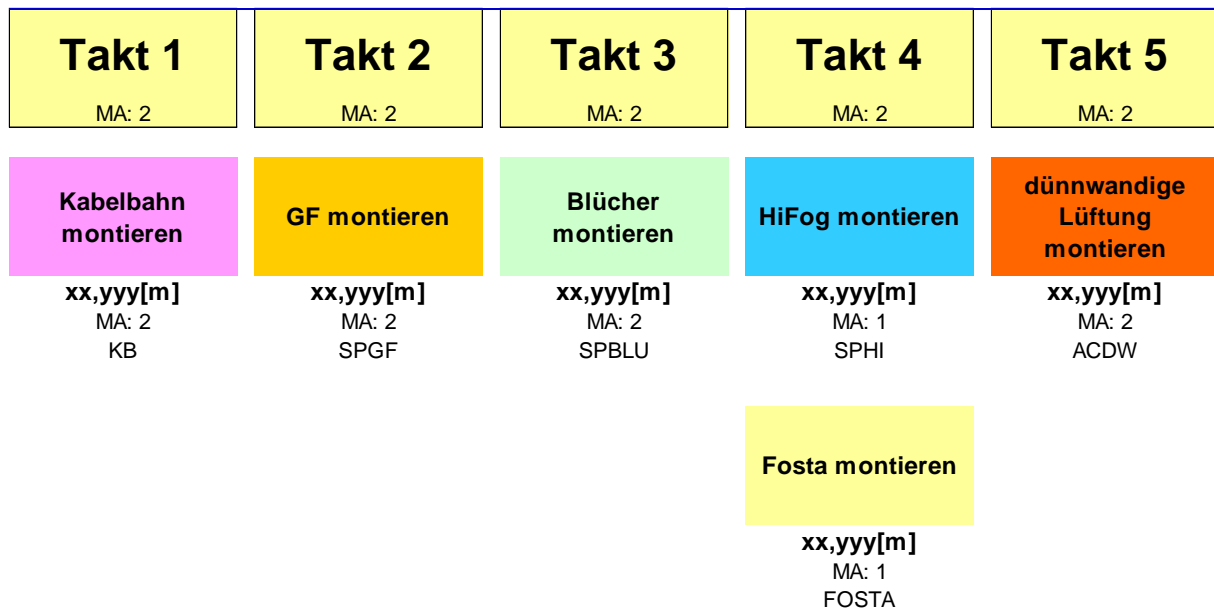 Takt 1
MA: 2
Takt 2
MA: 2
Takt 3
MA: 2
Takt 4
MA: 2
Takt 5
MA: 2
Kabelbahn
montieren
xx,yyy[m]
MA: 2
KB
GF montieren
xx,yyy[m]
MA: 2
SPGF
Blücher
montieren
xx,yyy[m]
MA: 2
SPBLU
HiFog montieren
xx,yyy[m]
MA: 1
SPHI
dünnwandige
Lüftung
montieren
xx,yyy[m]
MA: 2
ACDW
Fosta montieren
xx,yyy[m]
MA: 1
FOSTA